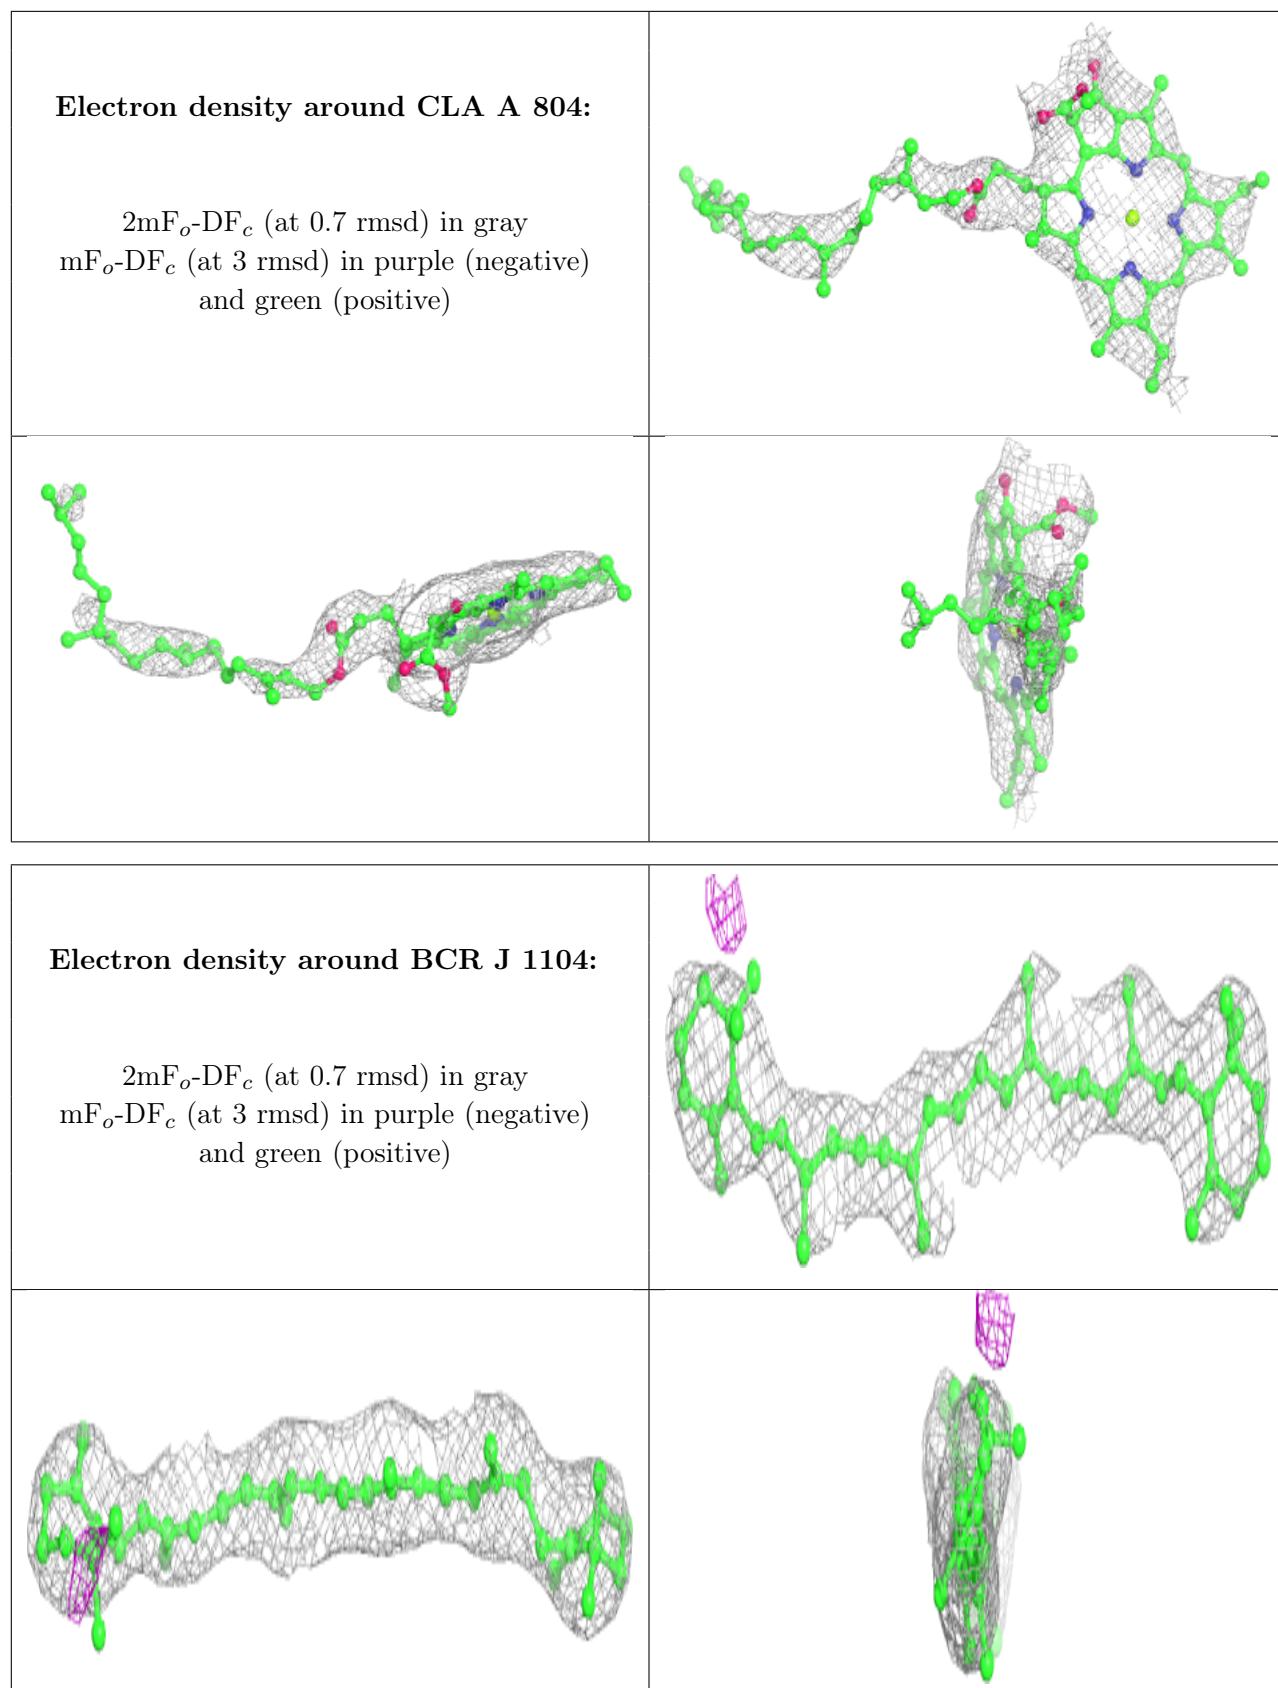 Electron density around CLA A 804:
2mFo-DFc (at 0.7 rmsd) in gray
mFo-DFc (at 3 rmsd) in purple (negative)
and green (positive)
Electron density around BCR J 1104:
2mFo-DFc (at 0.7 rmsd) in gray
mFo-DFc (at 3 rmsd) in purple (negative)
and green (positive)